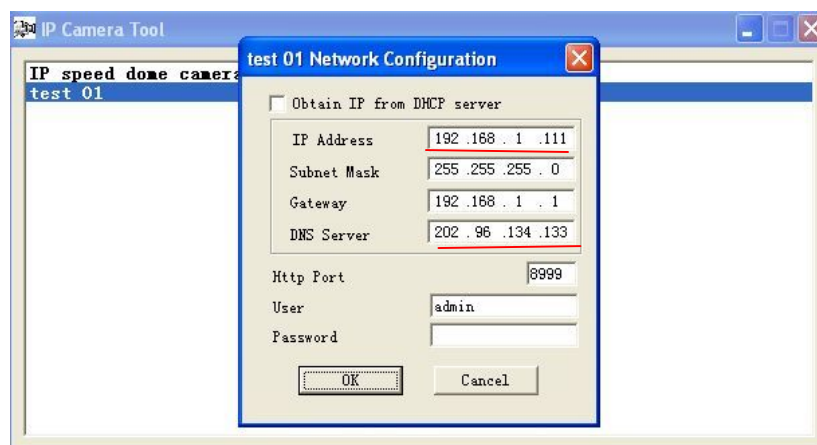 IP Camera Tool
test 01 Network Configuration
IP speed dome camera
test 01
Obtain IP from DHCP server
IP Address 192 .168 . 1 .111
Subnet Mask 255 .255 .255 . 0
Gateway 192 .168 . 1 . 1
DNS Server 202 . 96 .134 .133
Http Port 8999
User admin
Password
OK Cancel